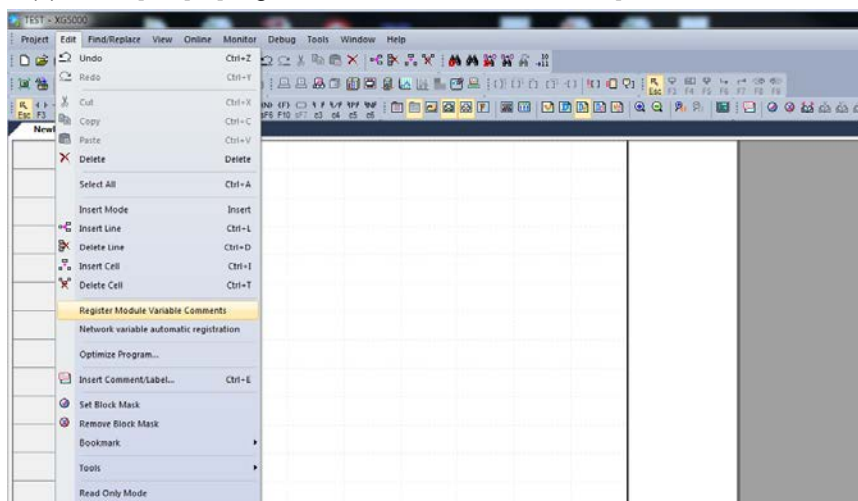 TEST - XG5000
Project Edit Find/Replace View Online Monitor Debug Tools Window Help
Undo Ctrl+Z
Redo Ctrl+Y
Cut Ctrl+X
Copy Ctrl+C
Paste Ctrl+V
Delete Delete
Select All Ctrl+A
Insert Mode Insert
Insert Line Ctrl+L
Delete Line Ctrl+D
Insert Cell Ctrl+I
Delete Cell Ctrl+T
Register Module Variable Comments
Network variable automatic registration
Optimize Program...
Insert Comment/Label... Ctrl+E
Set Block Mask
Remove Block Mask
Bookmark
Tools
Read Only Mode